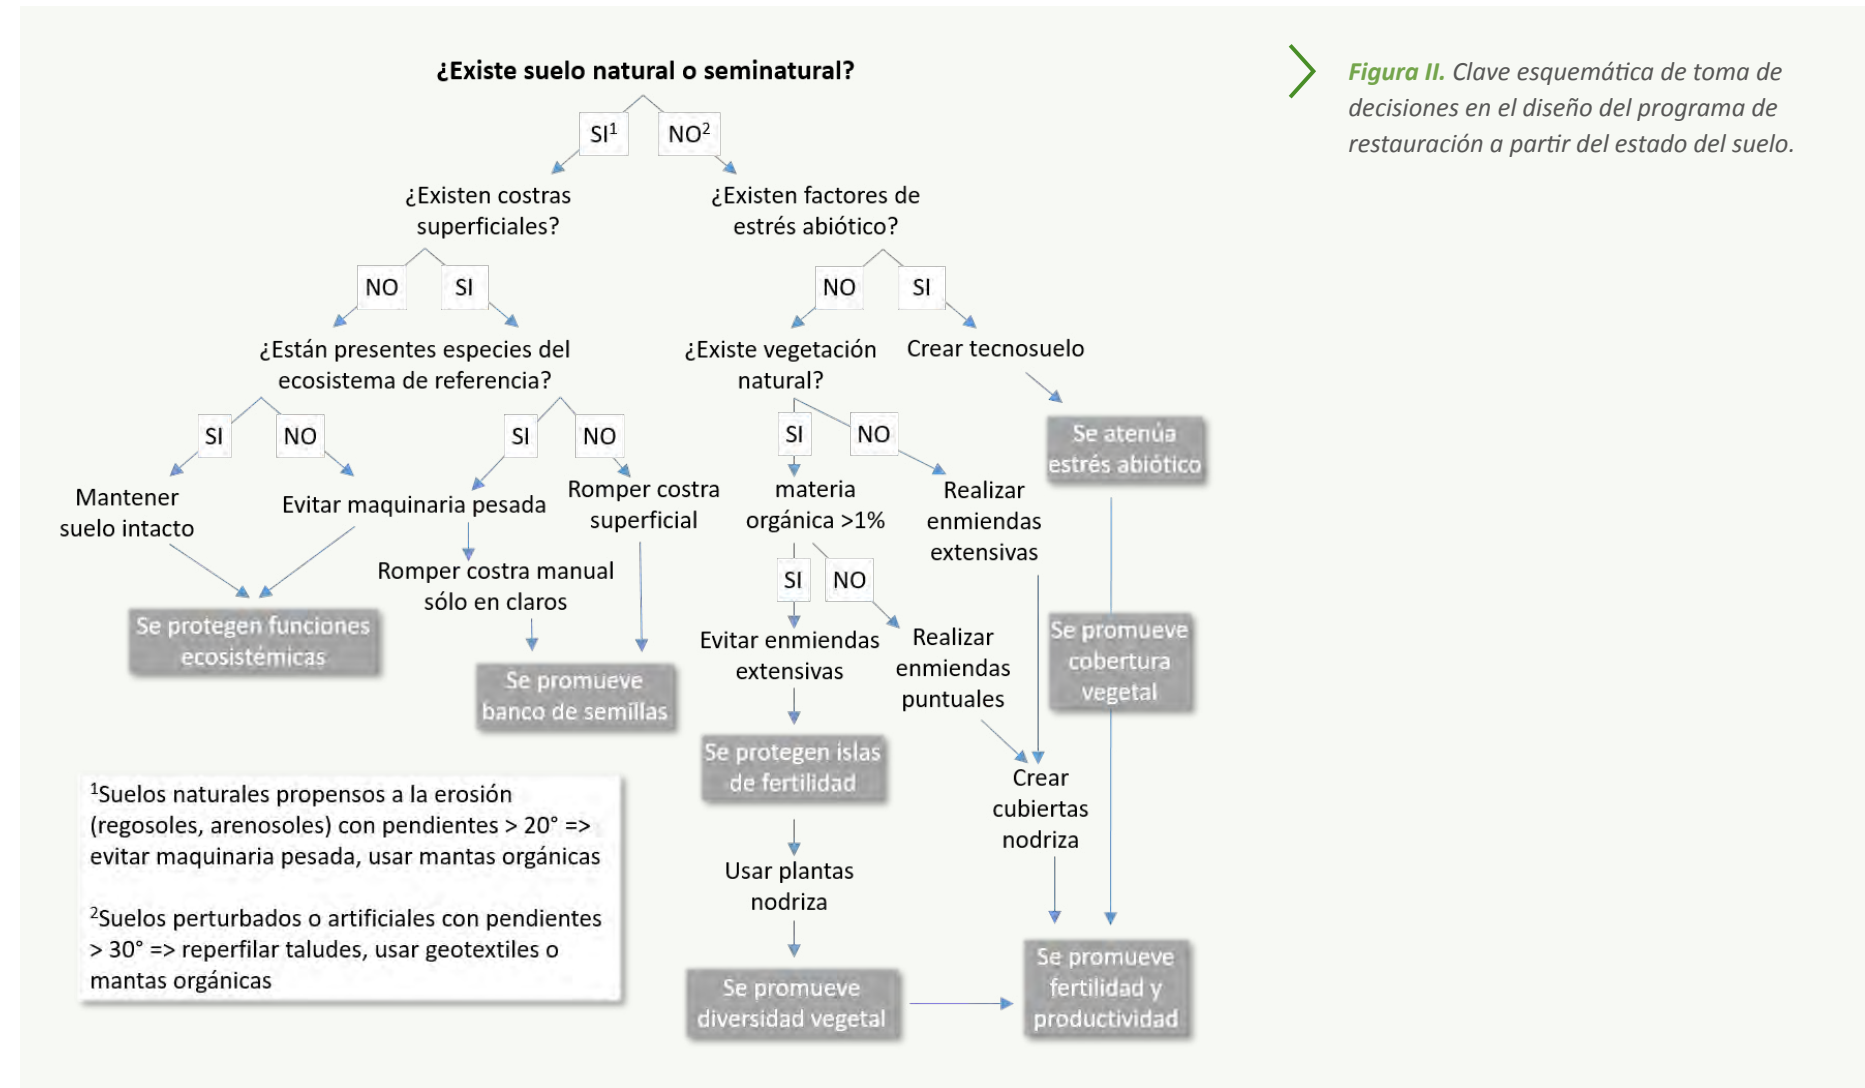 ¿Existe suelo natural o seminatural?
SI¹
NO²
¿Existen costras
superficiales?
¿Existen factores de
estrés abiótico?
NO
SI
NO
SI
¿Están presentes especies del
ecosistema de referencia?
¿Existe vegetación
natural?
Crear tecnosuelo
SI
NO
SI
NO
SI
NO
Se atenúa
estrés abiótico
Mantener
suelo intacto
Evitar maquinaria pesada
Romper costra
superficial
materia
orgánica >1%
Realizar
enmiendas
extensivas
Romper costra manual
sólo en claros
SI
NO
Se protegen funciones
ecosistémicas
Se promueve
banco de semillas
Evitar enmiendas
extensivas
Realizar
enmiendas
puntuales
Se promueve
cobertura
vegetal
Se protegen islas
de fertilidad
Crear
cubiertas
nodriza
Usar plantas
nodriza
Se promueve
diversidad vegetal
Se promueve
fertilidad y
productividad
¹Suelos naturales propensos a la erosión
(regosoles, arenosoles) con pendientes > 20° =>
evitar maquinaria pesada, usar mantas orgánicas
²Suelos perturbados o artificiales con pendientes
> 30° => reperfilar taludes, usar geotextiles o
mantas orgánicas
Figura II. Clave esquemática de toma de
decisiones en el diseño del programa de
restauración a partir del estado del suelo.